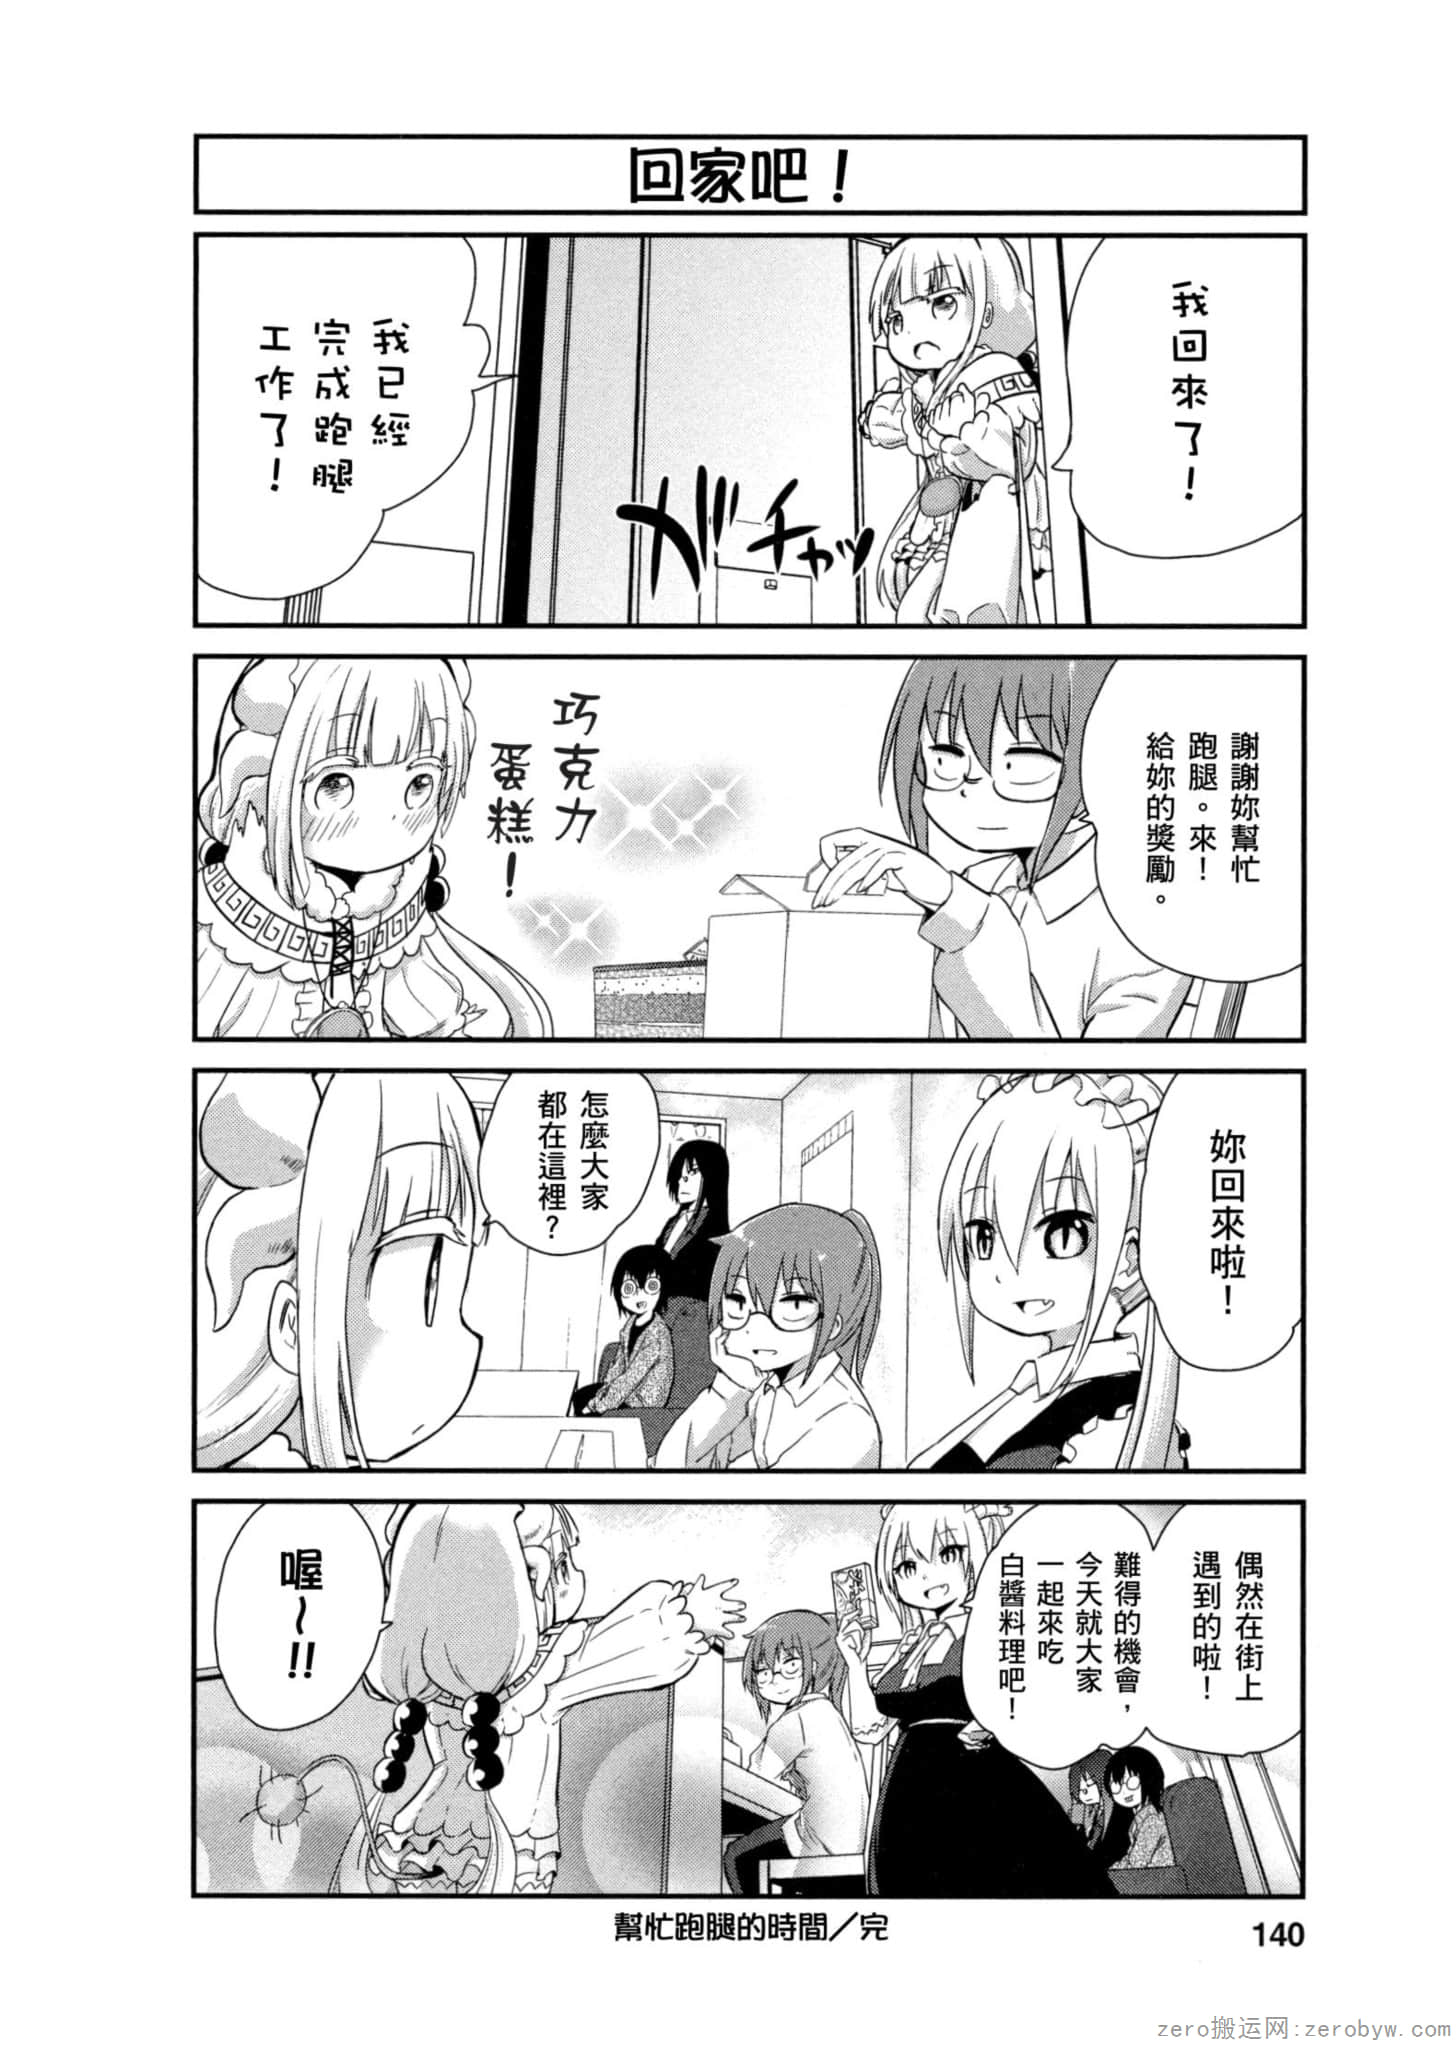 回家吧！
我回來了！
ガチャッ
我已經
完成跑腿
工作了！
謝謝妳幫忙
跑腿。來！
給妳的獎勵。
巧克力
蛋糕！
妳回來啦！
怎麼大家
都在這裡？
偶然在街上
遇到的啦！
難得的機會，
今天就大家
一起來吃
白醬料理吧！
喔～!!
幫忙跑腿的時間／完
140
zero搬运网:zerobyw.com